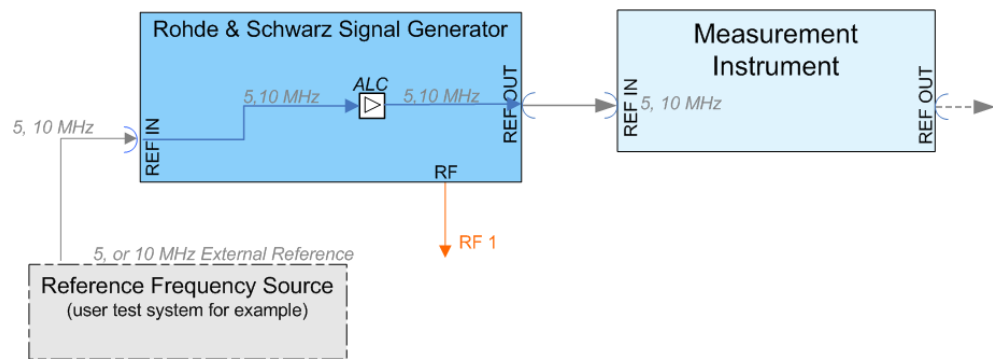 Rohde & Schwarz Signal Generator
Measurement
Instrument
ALC
5,10 MHz
5,10 MHz
REF OUT
REF IN
5, 10 MHz
REF OUT
5, 10 MHz
REF IN
RF
RF 1
5, or 10 MHz External Reference
Reference Frequency Source
(user test system for example)